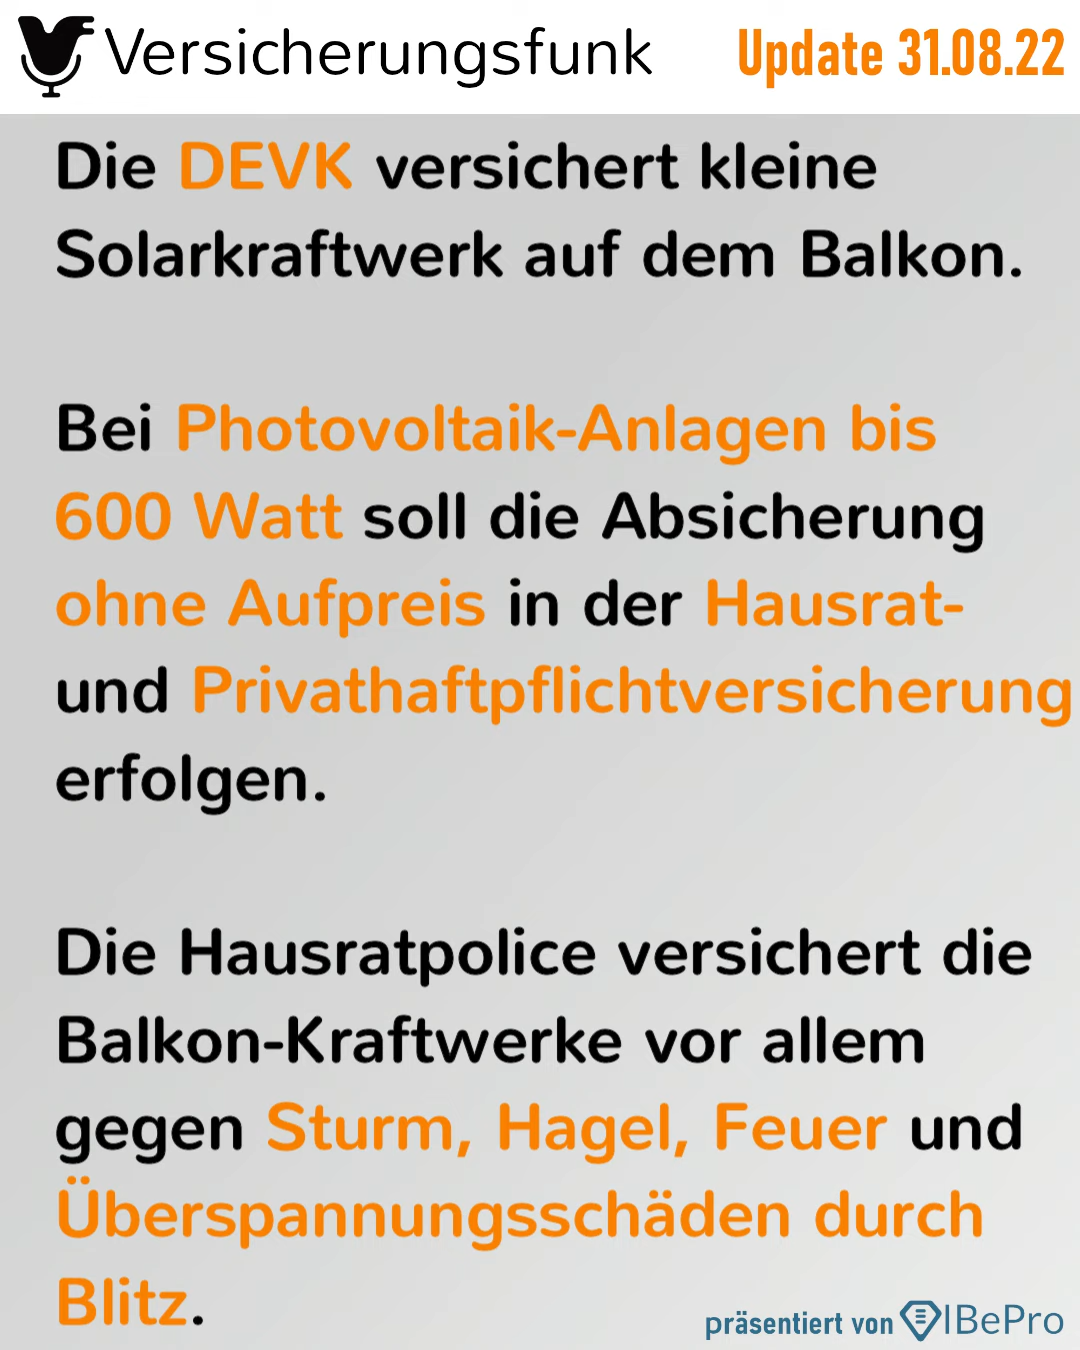 Versicherungsfunk Update 31.08.22
Die DEVK versichert kleine
Solarkraftwerk auf dem Balkon.
Bei Photovoltaik-Anlagen bis
600 Watt soll die Absicherung
ohne Aufpreis in der Hausrat-
und Privathaftpflichtversicherung
erfolgen.
Die Hausratpolice versichert die
Balkon-Kraftwerke vor allem
gegen Sturm, Hagel, Feuer und
Überspannungsschäden durch
Blitz.
präsentiert von IBePro